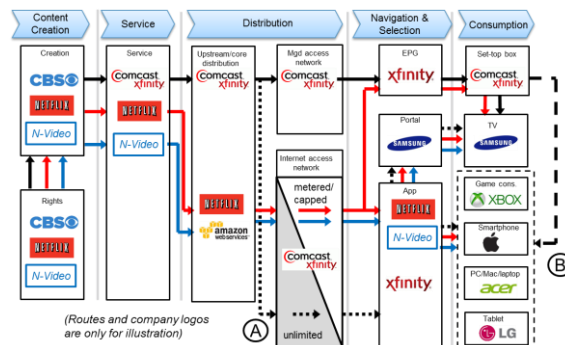 Content
Creation
Service
Distribution
Navigation &
Selection
Consumption
Creation
CBS
NETFLIX
N-Video
Rights
CBS
NETFLIX
N-Video
Service
Comcast
xfinity
NETFLIX
N-Video
Upstream/core
distribution
Comcast
xfinity
NETFLIX
amazon
webservices
Mgd access
network
Comcast
xfinity
Internet access
network
metered/
capped
Comcast
xfinity
unlimited
EPG
xfinity
Portal
SAMSUNG
App
NETFLIX
N-Video
xfinity
Set-top box
Comcast
xfinity
TV
SAMSUNG
Game cons.
XBOX
Smartphone
PC/Mac/laptop
acer
Tablet
LG
A
B
(Routes and company logos
are only for illustration)